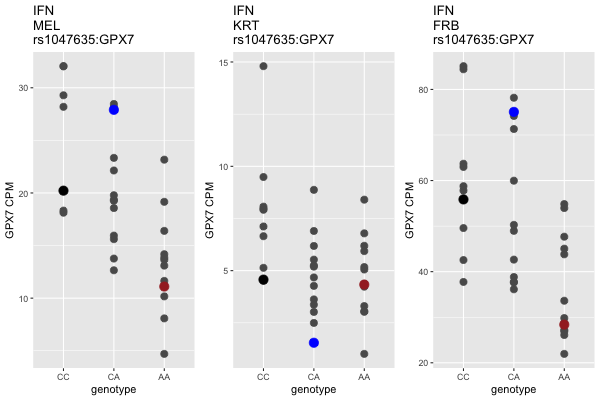 IFN
MEL
rs1047635:GPX7
GPX7 CPM
30
20
10
CC CA AA
genotype
IFN
KRT
rs1047635:GPX7
GPX7 CPM
15
10
5
CC CA AA
genotype
IFN
FRB
rs1047635:GPX7
GPX7 CPM
80
60
40
20
CC CA AA
genotype